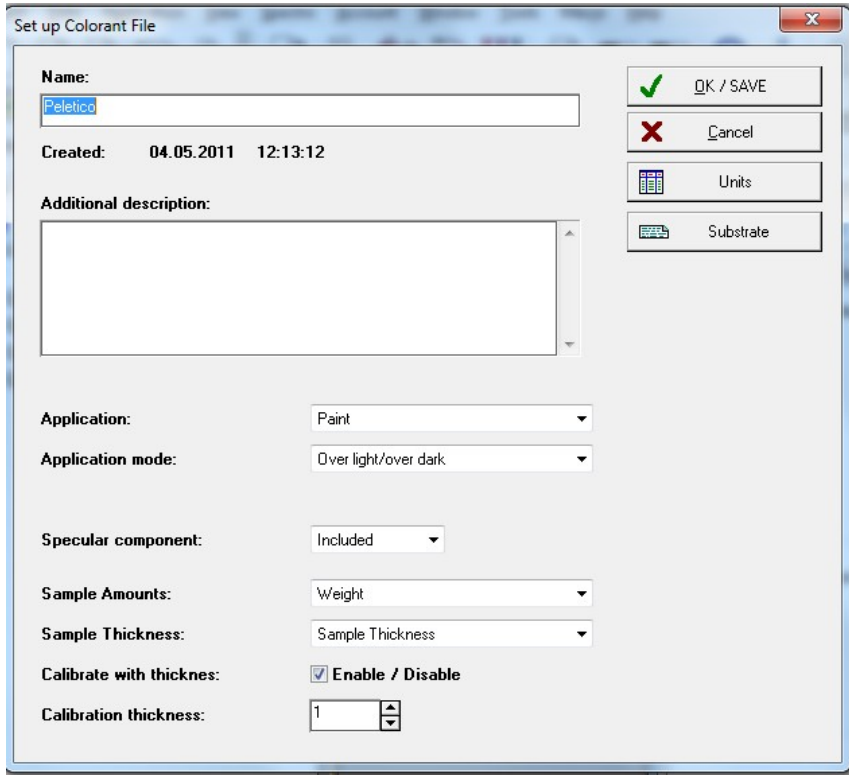 Set up Colorant File
Name:
OK / SAVE
Peletico
Cancel
Created: 04.05.2011 12:13:12
Units
Additional description:
Substrate
Application: Paint
Application mode: Over light/over dark
Specular component: Included
Sample Amounts: Weight
Sample Thickness: Sample Thickness
Calibrate with thicknes: Enable / Disable
Calibration thickness: 1